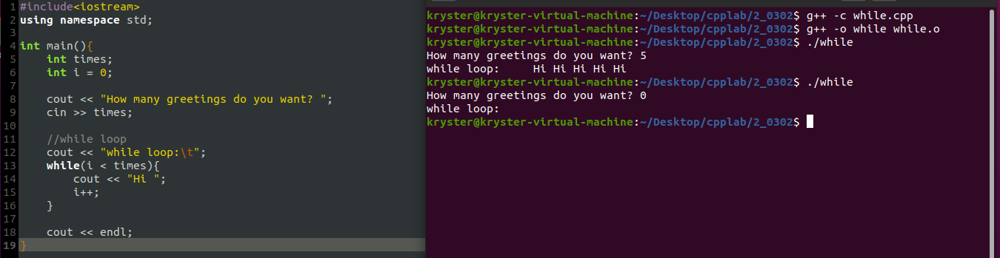 1 #include<iostream>
2 using namespace std;
3
4 int main(){
5     int times;
6     int i = 0;
7
8     cout << "How many greetings do you want? ";
9     cin >> times;
10
11     //while loop
12     cout << "while loop:\t";
13     while(i < times){
14         cout << "Hi ";
15         i++;
16     }
17
18     cout << endl;
19 }
kryster@kryster-virtual-machine:~/Desktop/cpplab/2_0302$ g++ -c while.cpp
kryster@kryster-virtual-machine:~/Desktop/cpplab/2_0302$ g++ -o while while.o
kryster@kryster-virtual-machine:~/Desktop/cpplab/2_0302$ ./while
How many greetings do you want? 5
while loop:     Hi Hi Hi Hi Hi
kryster@kryster-virtual-machine:~/Desktop/cpplab/2_0302$ ./while
How many greetings do you want? 0
while loop:
kryster@kryster-virtual-machine:~/Desktop/cpplab/2_0302$